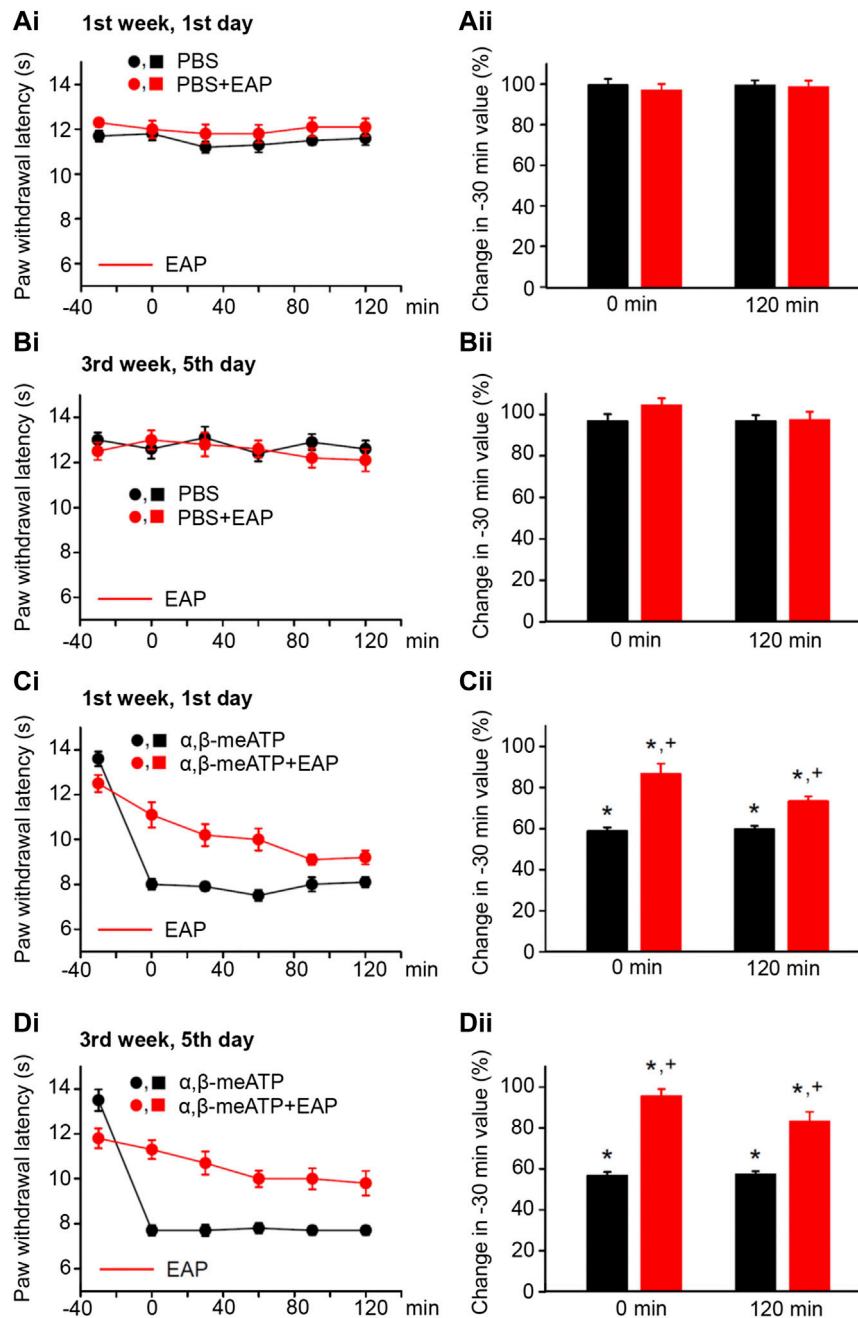 Ai
1st week, 1st day
Paw withdrawal latency (s)
14
12
10
8
6
, PBS
, PBS+EAP
EAP
-40 0 40 80 120 min
Aii
Change in -30 min value (%)
100
80
60
40
20
0
0 min 120 min
Bi
3rd week, 5th day
Paw withdrawal latency (s)
14
12
10
8
6
, PBS
, PBS+EAP
EAP
-40 0 40 80 120 min
Bii
Change in -30 min value (%)
100
80
60
40
20
0
0 min 120 min
Ci
1st week, 1st day
Paw withdrawal latency (s)
14
12
10
8
6
, α,β-meATP
, α,β-meATP+EAP
EAP
-40 0 40 80 120 min
Cii
Change in -30 min value (%)
100
80
60
40
20
0
* *,+ * *,+
0 min 120 min
Di
3rd week, 5th day
Paw withdrawal latency (s)
14
12
10
8
6
, α,β-meATP
, α,β-meATP+EAP
EAP
-40 0 40 80 120 min
Dii
Change in -30 min value (%)
100
80
60
40
20
0
* *,+ * *,+
0 min 120 min